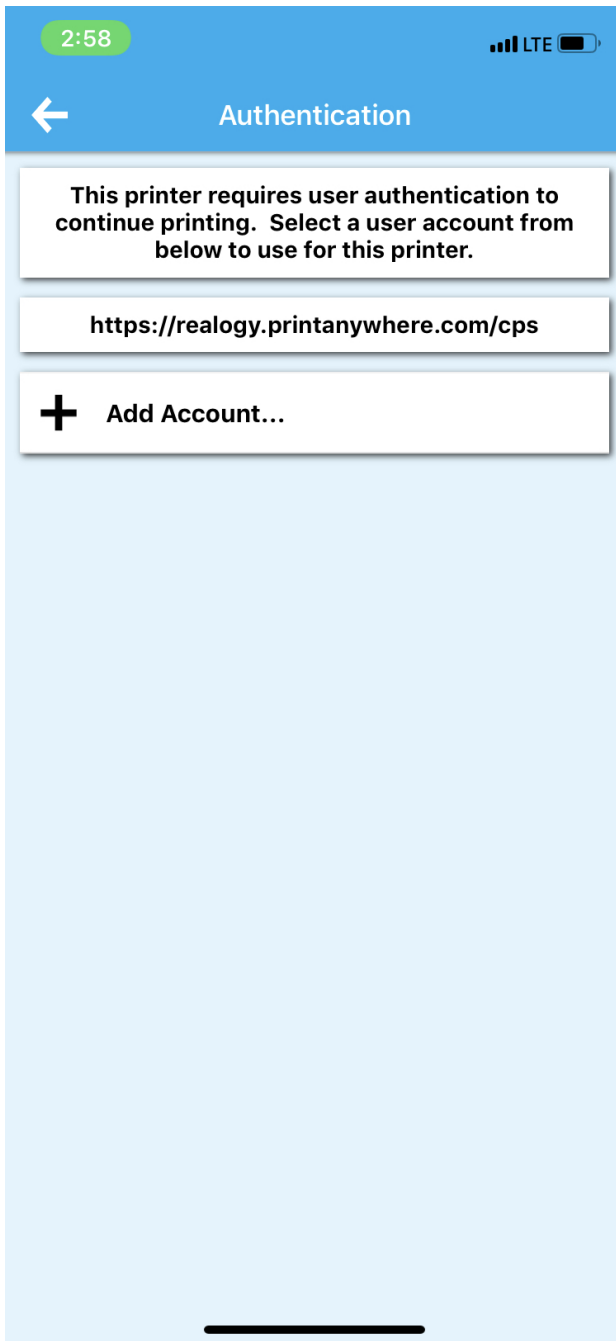 2:58
LTE
Authentication
This printer requires user authentication to
continue printing.  Select a user account from
below to use for this printer.
https://realogy.printanywhere.com/cps
Add Account...